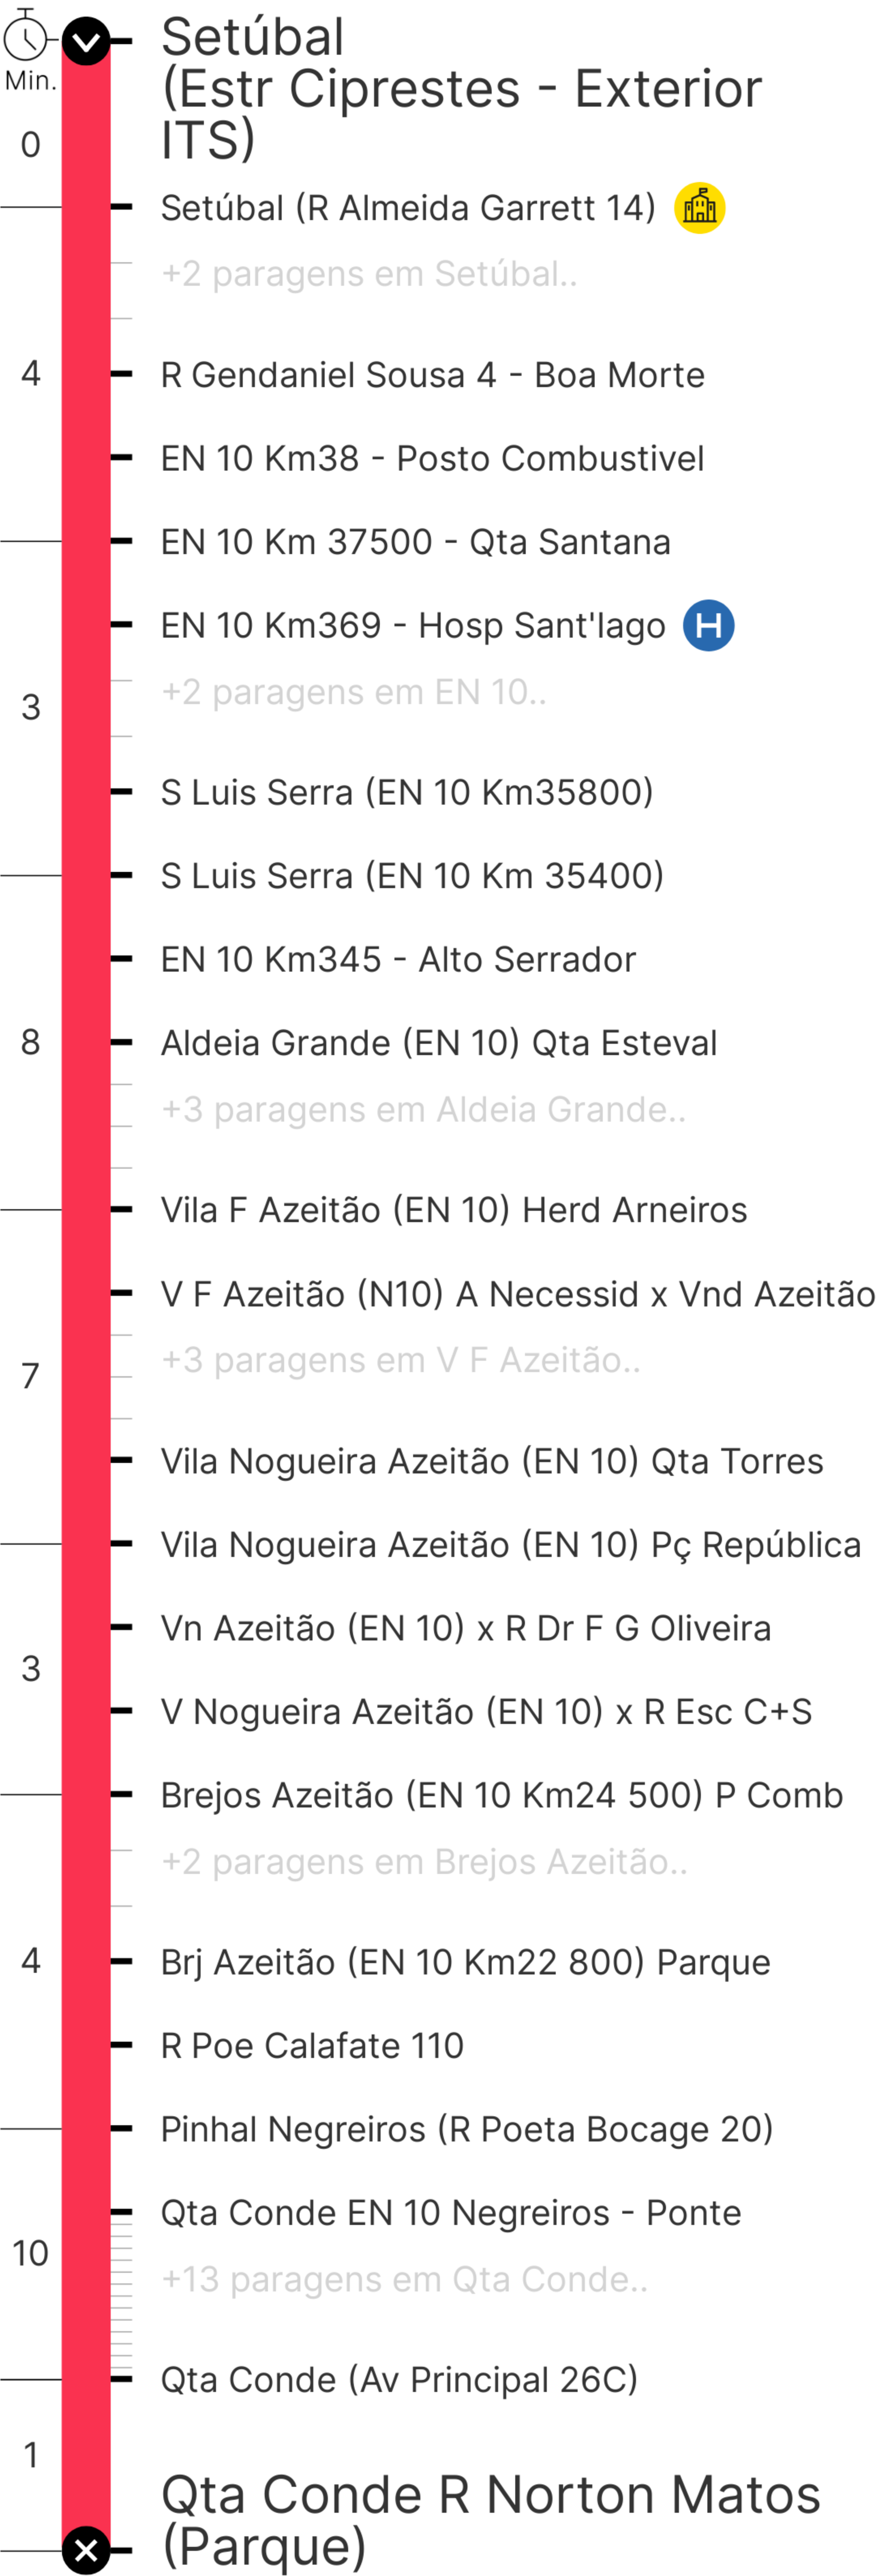 Setúbal
(Estr Ciprestes - Exterior
ITS)
Min.
0
Setúbal (R Almeida Garrett 14)
+2 paragens em Setúbal..
4
R Gendaniel Sousa 4 - Boa Morte
EN 10 Km38 - Posto Combustivel
EN 10 Km 37500 - Qta Santana
EN 10 Km369 - Hosp Sant'Iago H
+2 paragens em EN 10..
3
S Luis Serra (EN 10 Km35800)
S Luis Serra (EN 10 Km 35400)
EN 10 Km345 - Alto Serrador
8
Aldeia Grande (EN 10) Qta Esteval
+3 paragens em Aldeia Grande..
Vila F Azeitão (EN 10) Herd Arneiros
V F Azeitão (N10) A Necessid x Vnd Azeitão
+3 paragens em V F Azeitão..
7
Vila Nogueira Azeitão (EN 10) Qta Torres
Vila Nogueira Azeitão (EN 10) Pç República
Vn Azeitão (EN 10) x R Dr F G Oliveira
3
V Nogueira Azeitão (EN 10) x R Esc C+S
Brejos Azeitão (EN 10 Km24 500) P Comb
+2 paragens em Brejos Azeitão..
4
Brj Azeitão (EN 10 Km22 800) Parque
R Poe Calafate 110
Pinhal Negreiros (R Poeta Bocage 20)
Qta Conde EN 10 Negreiros - Ponte
10
+13 paragens em Qta Conde..
Qta Conde (Av Principal 26C)
1
Qta Conde R Norton Matos
(Parque)